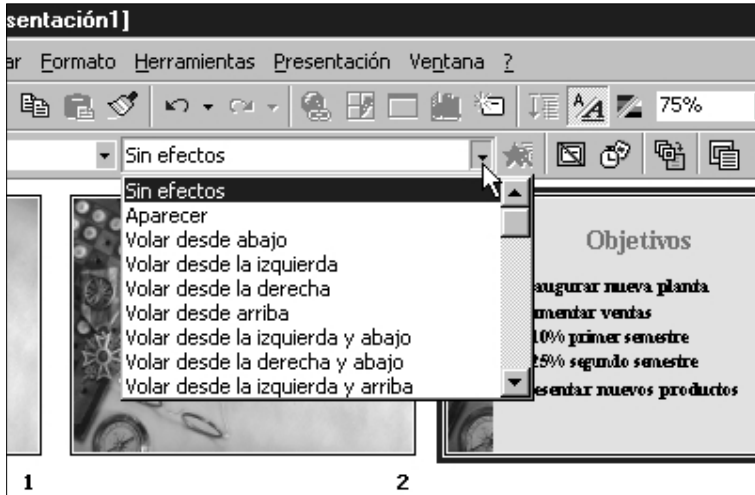 sentación1]
ar Formato Herramientas Presentación Ventana ?
75%
Sin efectos
Sin efectos
Aparecer
Volar desde abajo
Volar desde la izquierda
Volar desde la derecha
Volar desde arriba
Volar desde la izquierda y abajo
Volar desde la derecha y abajo
Volar desde la izquierda y arriba
Objetivos
augurar nueva planta
mentar ventas
10% primer semestre
25% segundo semestre
esentar nuevos productos
1
2